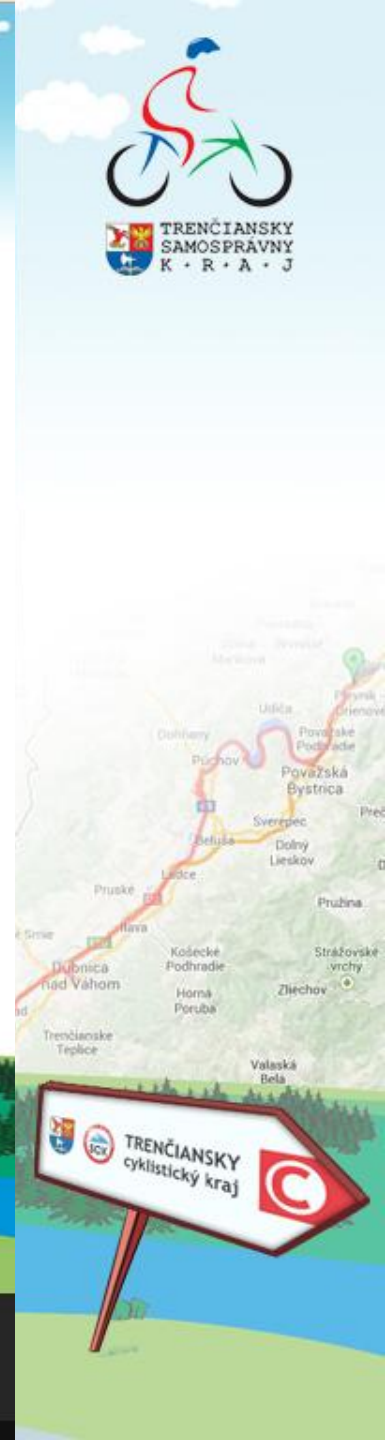 TRENČIANSKY
SAMOSPRÁVNY
K · R · A · J
Udiča
Dohňany
Púchov
Považské
Podhradie
Považská
Bystrica
Sverepec
Beluša
Dolný
Lieskov
Ladce
Pruské
Pružina
Ilava
Košecké
Podhradie
Strážovské
vrchy
Dubnica
nad Váhom
Horná
Poruba
Zliechov
Trenčianske
Teplice
Valaská
Belá
SCK
TRENČIANSKY
cyklistický kraj
C